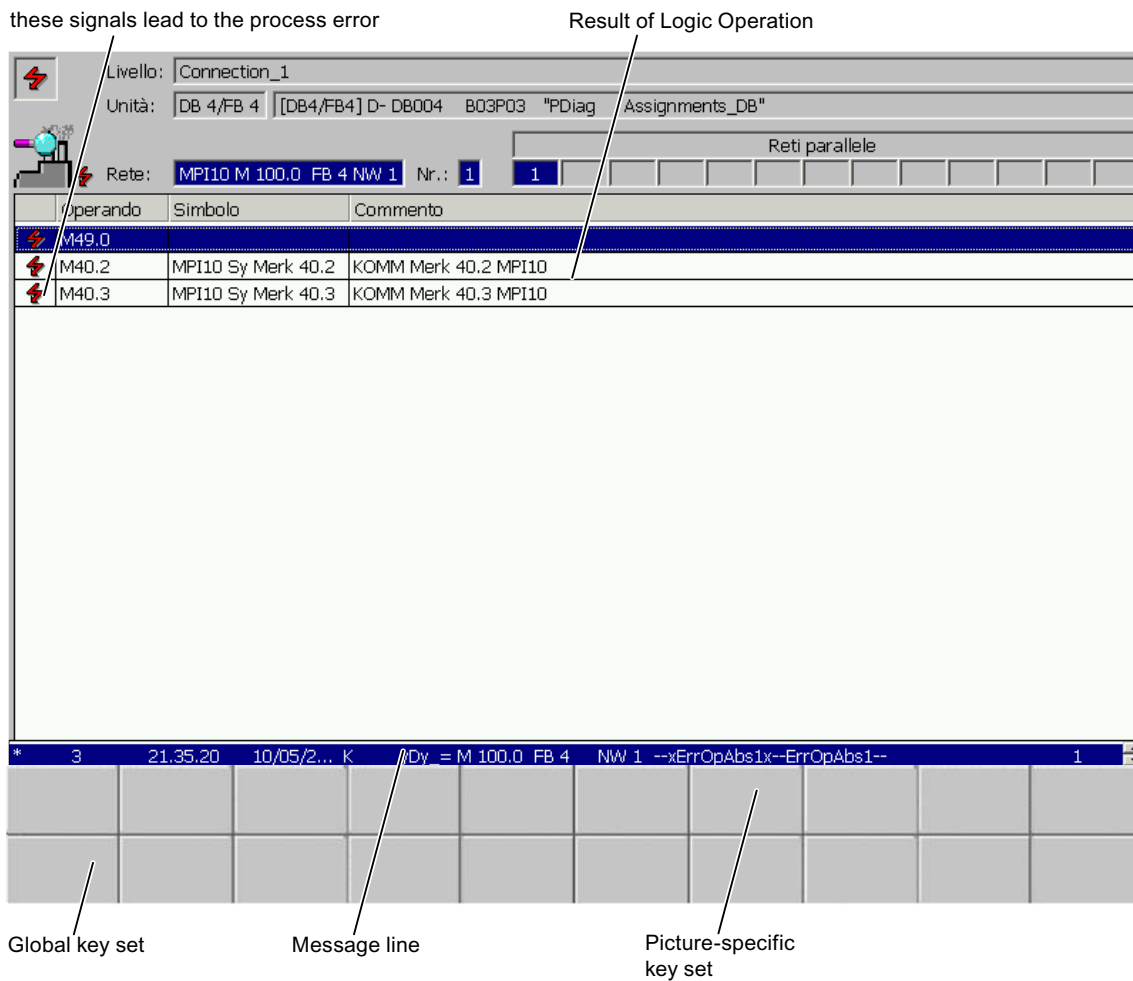 these signals lead to the process error
Result of Logic Operation
Livello: Connection_1
Unità: DB 4/FB 4 [DB4/FB4] D- DB004 B03P03 "PDiag Assignments_DB"
Reti parallele
Rete: MPI10 M 100.0 FB 4 NW 1 Nr.: 1 1
Operando Simbolo Commento
M49.0
M40.2 MPI10 Sy Merk 40.2 KOMM Merk 40.2 MPI10
M40.3 MPI10 Sy Merk 40.3 KOMM Merk 40.3 MPI10
* 3 21.35.20 10/05/2... K yDy_= M 100.0 FB 4 NW 1 --xErrOpAbs1x--ErrOpAbs1-- 1
Global key set
Message line
Picture-specific
key set